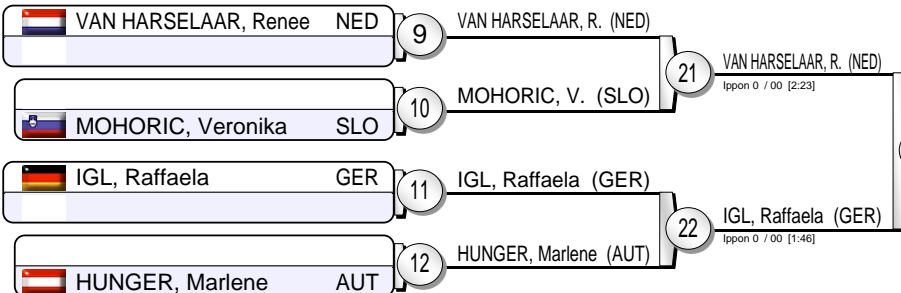 VAN HARSELAAR, Renee NED
9
VAN HARSELAAR, R. (NED)
21
VAN HARSELAAR, R. (NED)
Ippon 0 / 00 [2:23]
10
MOHORIC, V. (SLO)
MOHORIC, Veronika SLO
IGL, Raffaela GER
11
IGL, Raffaela (GER)
22
IGL, Raffaela (GER)
Ippon 0 / 00 [1:46]
12
HUNGER, Marlene (AUT)
HUNGER, Marlene AUT